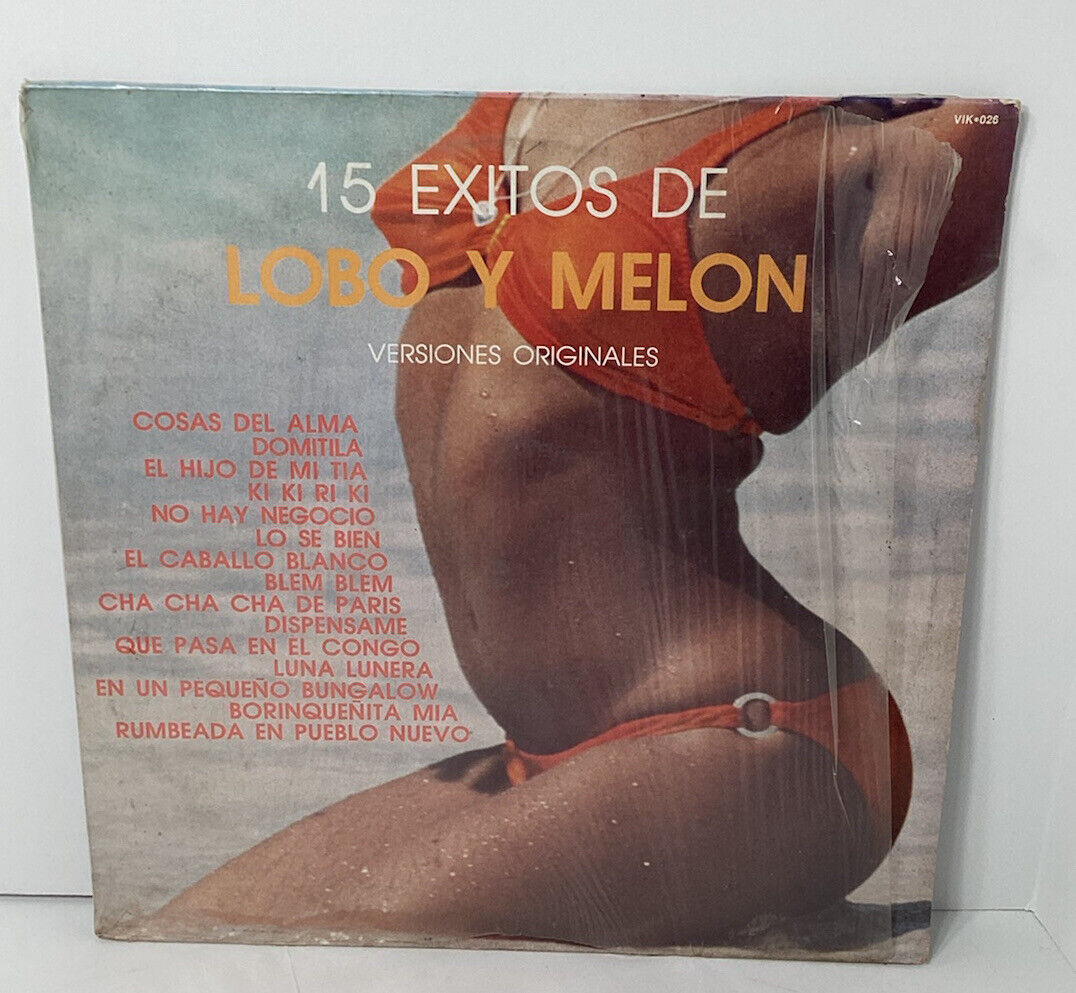 VIK•026
15 EXITOS DE
LOBO Y MELON
VERSIONES ORIGINALES
COSAS DEL ALMA
DOMITILA
EL HIJO DE MI TIA
KI KI RI KI
NO HAY NEGOCIO
LO SE BIEN
EL CABALLO BLANCO
BLEM BLEM
CHA CHA CHA DE PARIS
DISPENSAME
QUE PASA EN EL CONGO
LUNA LUNERA
EN UN PEQUEÑO BUNGALOW
BORINQUEÑITA MIA
RUMBEADA EN PUEBLO NUEVO